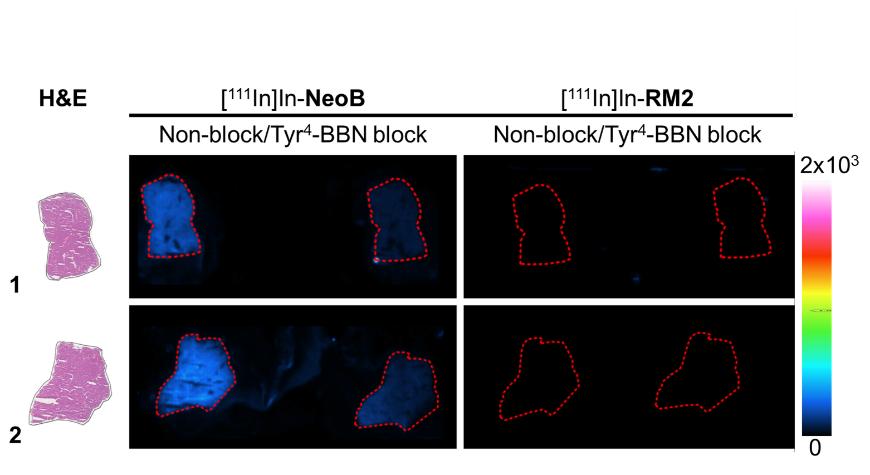 H&E [¹¹¹In]In-NeoB [¹¹¹In]In-RM2
Non-block/Tyr⁴-BBN block Non-block/Tyr⁴-BBN block
2x10³
1
2
0